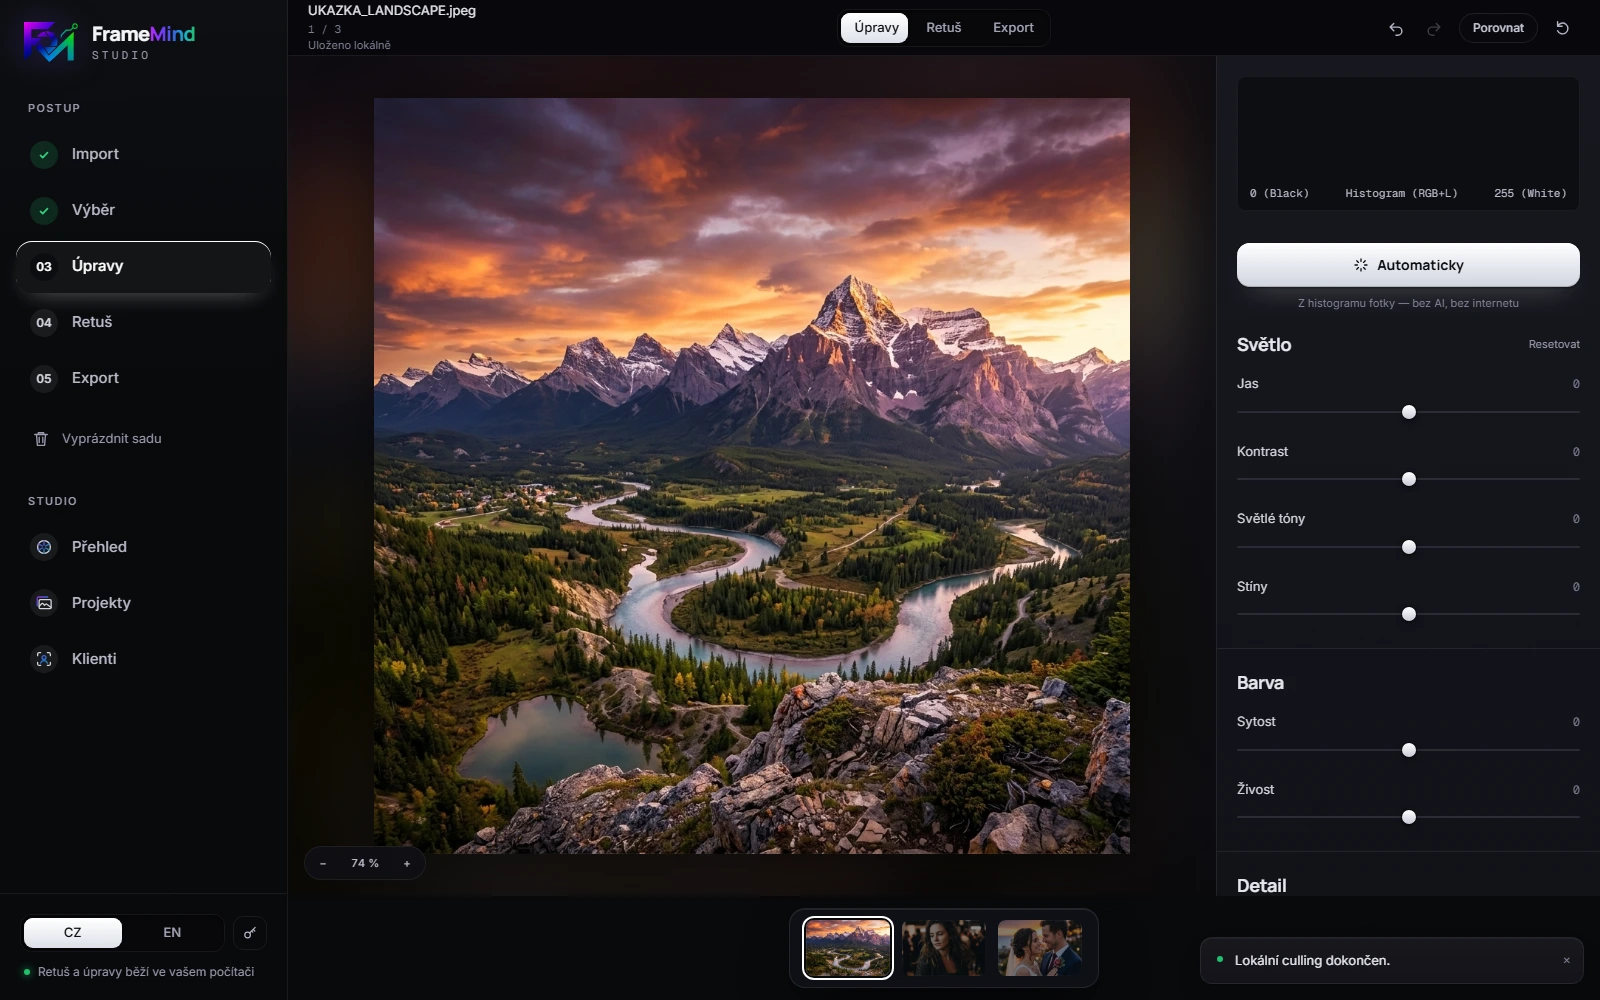 FrameMind
STUDIO
POSTUP
Import
Výběr
03 Úpravy
04 Retuš
05 Export
Vyprázdnit sadu
STUDIO
Přehled
Projekty
Klienti
CZ EN
Retuš a úpravy běží ve vašem počítači
UKAZKA_LANDSCAPE.jpeg
1 / 3
Uloženo lokálně
Úpravy Retuš Export
Porovnat
74 %
0 (Black) Histogram (RGB+L) 255 (White)
Automaticky
Z histogramu fotky — bez AI, bez internetu
Světlo Resetovat
Jas 0
Kontrast 0
Světlé tóny 0
Stíny 0
Barva
Sytost 0
Živost 0
Detail
Lokální culling dokončen.